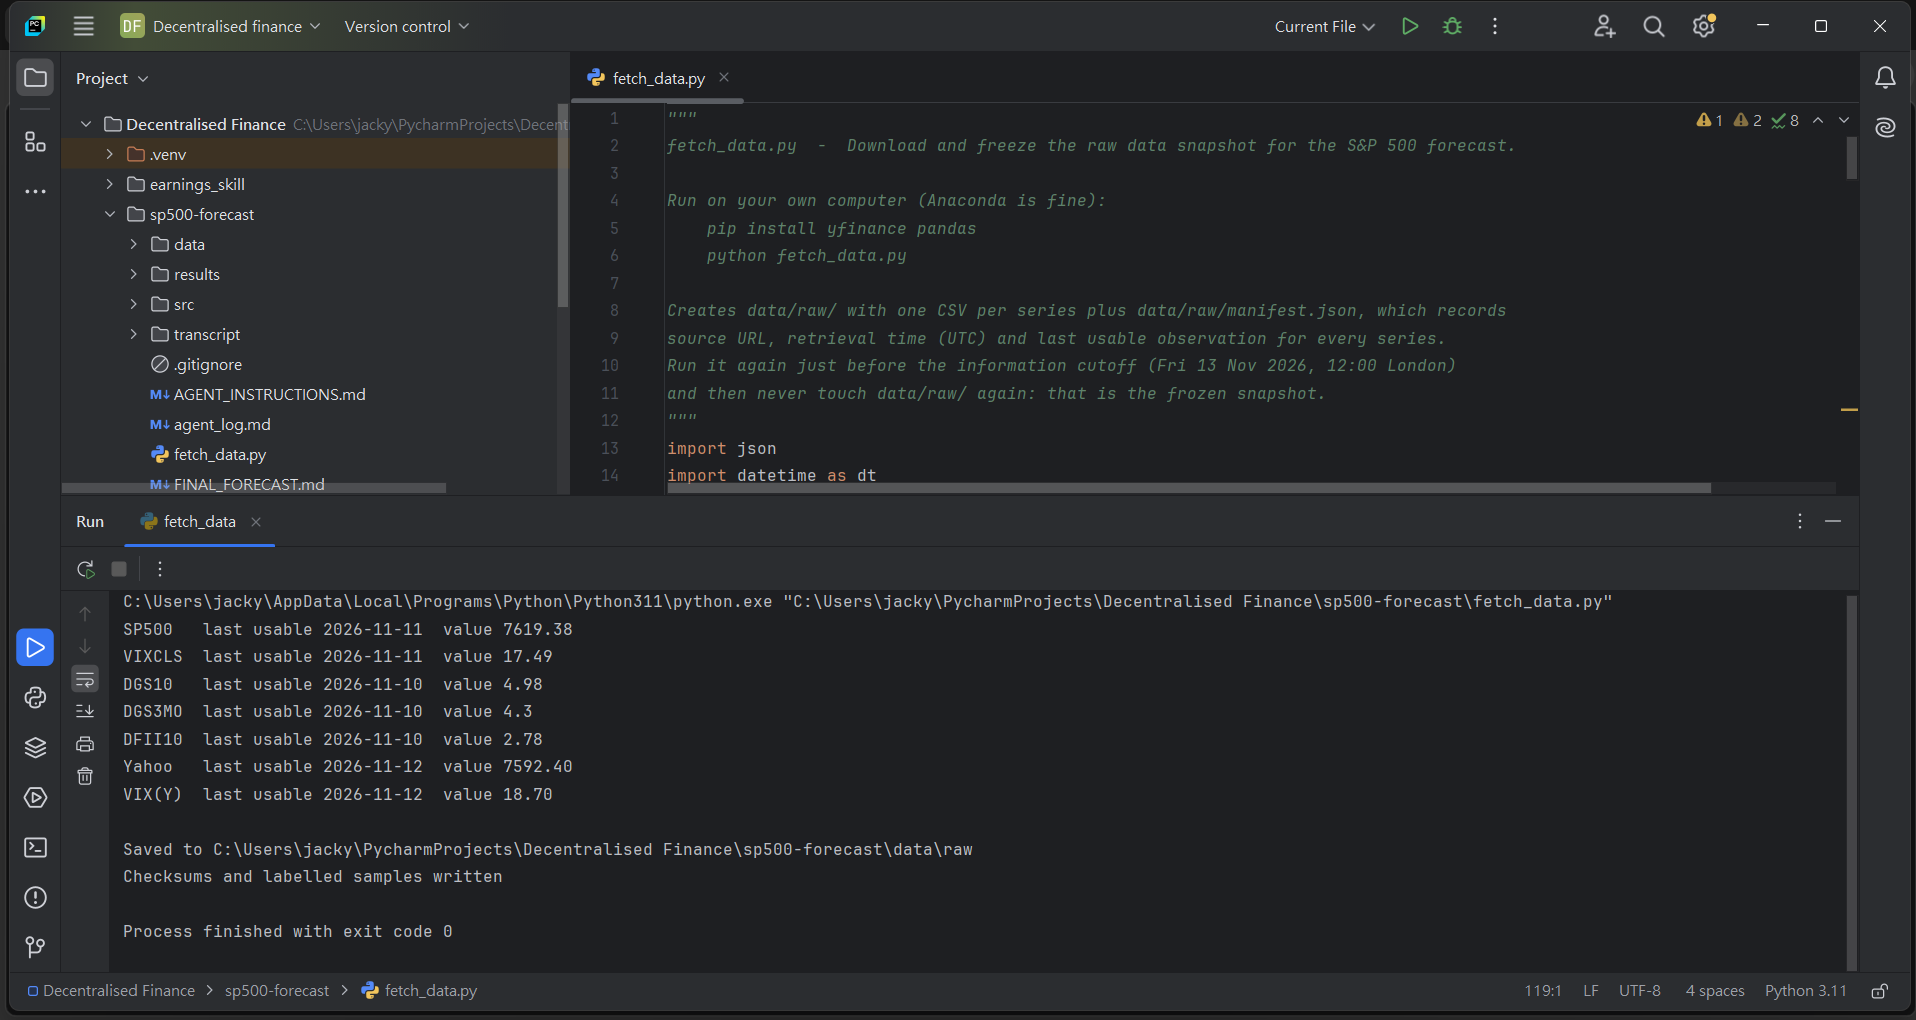 DF Decentralised finance Version control Current File
Project
fetch_data.py
Decentralised Finance C:\Users\jacky\PycharmProjects\Decent
.venv
earnings_skill
sp500-forecast
data
results
src
transcript
.gitignore
M↓ AGENT_INSTRUCTIONS.md
M↓ agent_log.md
fetch_data.py
M↓ FINAL_FORECAST.md
1 """
2 fetch_data.py - Download and freeze the raw data snapshot for the S&P 500 forecast.
3
4 Run on your own computer (Anaconda is fine):
5 pip install yfinance pandas
6 python fetch_data.py
7
8 Creates data/raw/ with one CSV per series plus data/raw/manifest.json, which records
9 source URL, retrieval time (UTC) and last usable observation for every series.
10 Run it again just before the information cutoff (Fri 13 Nov 2026, 12:00 London)
11 and then never touch data/raw/ again: that is the frozen snapshot.
12 """
13 import json
14 import datetime as dt
1 2 8
Run fetch_data
C:\Users\jacky\AppData\Local\Programs\Python\Python311\python.exe "C:\Users\jacky\PycharmProjects\Decentralised Finance\sp500-forecast\fetch_data.py"
SP500 last usable 2026-11-11 value 7619.38
VIXCLS last usable 2026-11-11 value 17.49
DGS10 last usable 2026-11-10 value 4.98
DGS3MO last usable 2026-11-10 value 4.3
DFII10 last usable 2026-11-10 value 2.78
Yahoo last usable 2026-11-12 value 7592.40
VIX(Y) last usable 2026-11-12 value 18.70
Saved to C:\Users\jacky\PycharmProjects\Decentralised Finance\sp500-forecast\data\raw
Checksums and labelled samples written
Process finished with exit code 0
Decentralised Finance > sp500-forecast > fetch_data.py
119:1 LF UTF-8 4 spaces Python 3.11